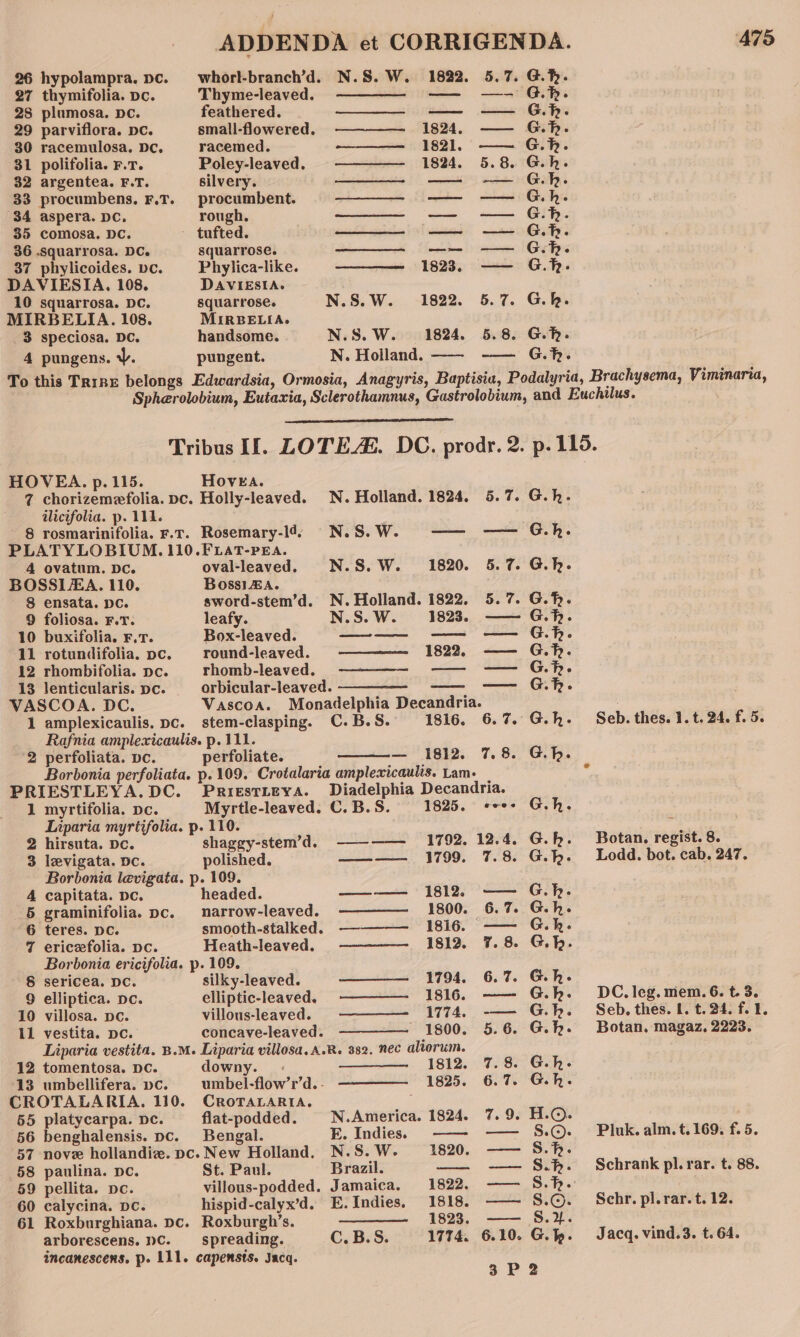 ADDENDA et CORRIGENDA. 475
26 hypolampra. DC. whorl-branch'd. N.S.W. 1822. 5.7. G.♄.
27 thymifolia. DC. Thyme-leaved. ——— —— —— G.♄.
28 plumosa. DC. feathered. ——— —— —— G.♄.
29 parviflora. DC. small-flowered. ——— 1824. —— G.♄.
30 racemulosa. DC. racemed. ——— 1821. —— G.♄.
31 polifolia. F.T. Poley-leaved. ——— 1824. 5.8. G.♄.
32 argentea. F.T. silvery. ——— —— —— G.♄.
33 procumbens. F.T. procumbent. ——— —— —— G.♄.
34 aspera. DC. rough. ——— —— —— G.♄.
35 comosa. DC. tufted. ——— —— —— G.♄.
36 squarrosa. DC. squarrose. ——— —— —— G.♄.
37 phylicoides. DC. Phylica-like. ——— 1823. —— G.♄.
DAVIESIA. 108. DAVIESIA.
10 squarrosa. DC. squarrose. N.S.W. 1822. 5.7. G.♄.
MIRBELIA. 108. MIRBELIA.
3 speciosa. DC. handsome. N.S.W. 1824. 5.8. G.♄.
4 pungens. ↓. pungent. N. Holland. —— —— G.♄.
To this TRIBE belongs Edwardsia, Ormosia, Anagyris, Baptisia, Podalyria, Brachysema, Viminaria,
Sphærolobium, Eutaxia, Sclerothamnus, Gastrolobium, and Euchilus.
Tribus II. LOTEÆ. DC. prodr. 2. p. 115.
HOVEA. p. 115. HOVEA.
7 chorizemæfolia. DC. Holly-leaved. N. Holland. 1824. 5.7. G.♄.
ilicifolia. p. 111.
8 rosmarinifolia. F.T. Rosemary-ld. N.S.W. —— —— G.♄.
PLATYLOBIUM. 110. FLAT-PEA.
4 ovatum. DC. oval-leaved. N.S.W. 1820. 5.7. G.♄.
BOSSIÆA. 110. BOSSIÆA.
8 ensata. DC. sword-stem'd. N. Holland. 1822. 5.7. G.♄.
9 foliosa. F.T. leafy. N.S.W. 1823. —— G.♄.
10 buxifolia. F.T. Box-leaved. ——— —— —— G.♄.
11 rotundifolia. DC. round-leaved. ——— 1822. —— G.♄.
12 rhombifolia. DC. rhomb-leaved. ——— —— —— G.♄.
13 lenticularis. DC. orbicular-leaved. ——— —— —— G.♄.
VASCOA. DC. VASCOA. Monadelphia Decandria.
1 amplexicaulis. DC. stem-clasping. C.B.S. 1816. 6.7. G.♄. Seb. thes. 1. t. 24. f. 5.
Rafnia amplexicaulis. p. 111.
2 perfoliata. DC. perfoliate. ——— 1812. 7.8. G.♄.
Borbonia perfoliata. p. 109. Crotalaria amplexicaulis. Lam.
PRIESTLEYA. DC. PRIESTLEYA. Diadelphia Decandria.
1 myrtifolia. DC. Myrtle-leaved. C.B.S. 1825. .... G.♄.
Liparia myrtifolia. p. 110.
2 hirsuta. DC. shaggy-stem'd. ——— 1792. 12.4. G.♄. Botan. regist. 8.
3 lævigata. DC. polished. ——— 1799. 7.8. G.♄. Lodd. bot. cab. 247.
Borbonia lævigata. p. 109.
4 capitata. DC. headed. ——— 1812. —— G.♄.
5 graminifolia. DC. narrow-leaved. ——— 1800. 6.7. G.♄.
6 teres. DC. smooth-stalked. ——— 1816. —— G.♄.
7 ericæfolia. DC. Heath-leaved. ——— 1812. 7.8. G.♄.
Borbonia ericifolia. p. 109.
8 sericea. DC. silky-leaved. ——— 1794. 6.7. G.♄.
9 elliptica. DC. elliptic-leaved. ——— 1816. —— G.♄. DC. leg. mem. 6. t. 3.
10 villosa. DC. villous-leaved. ——— 1774. —— G.♄. Seb. thes. 1. t. 24. f. 1.
11 vestita. DC. concave-leaved. ——— 1800. 5.6. G.♄. Botan. magaz. 2223.
Liparia vestita. B.M. Liparia villosa. A.R. 382. nec aliorum.
12 tomentosa. DC. downy. ——— 1812. 7.8. G.♄.
13 umbellifera. DC. umbel-flow'r'd. ——— 1825. 6.7. G.♄.
CROTALARIA. 110. CROTALARIA.
55 platycarpa. DC. flat-podded. N.America. 1824. 7.9. H.☉.
56 benghalensis. DC. Bengal. E. Indies. —— —— S.☉. Pluk. alm. t. 169. f. 5.
57 novæ hollandiæ. DC. New Holland. N.S.W. 1820. —— S.♄.
58 paulina. DC. St. Paul. Brazil. —— —— S.♄. Schrank pl. rar. t. 88.
59 pellita. DC. villous-podded. Jamaica. 1822. —— S.♄.
60 calycina. DC. hispid-calyx'd. E. Indies. 1818. —— S.☉. Schr. pl. rar. t. 12.
61 Roxburghiana. DC. Roxburgh's. ——— 1823. —— S.♃.
arborescens. DC. spreading. C.B.S. 1774. 6.10. G.♄. Jacq. vind. 3. t. 64.
incanescens. p. 111. capensis. Jacq.
3 P 2